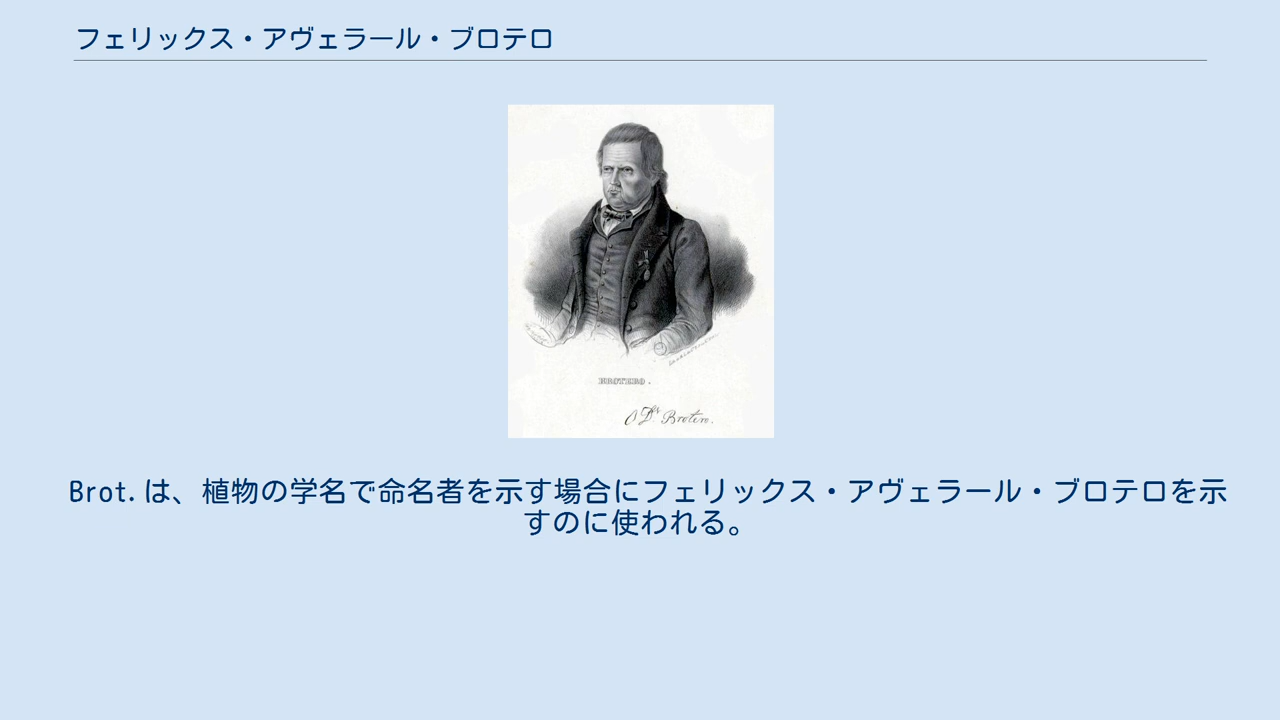 フェリックス・アヴェラール・ブロテロ
BROTERO.
Brotero.
Brot.は、植物の学名で命名者を示す場合にフェリックス・アヴェラール・ブロテロを示
すのに使われる。